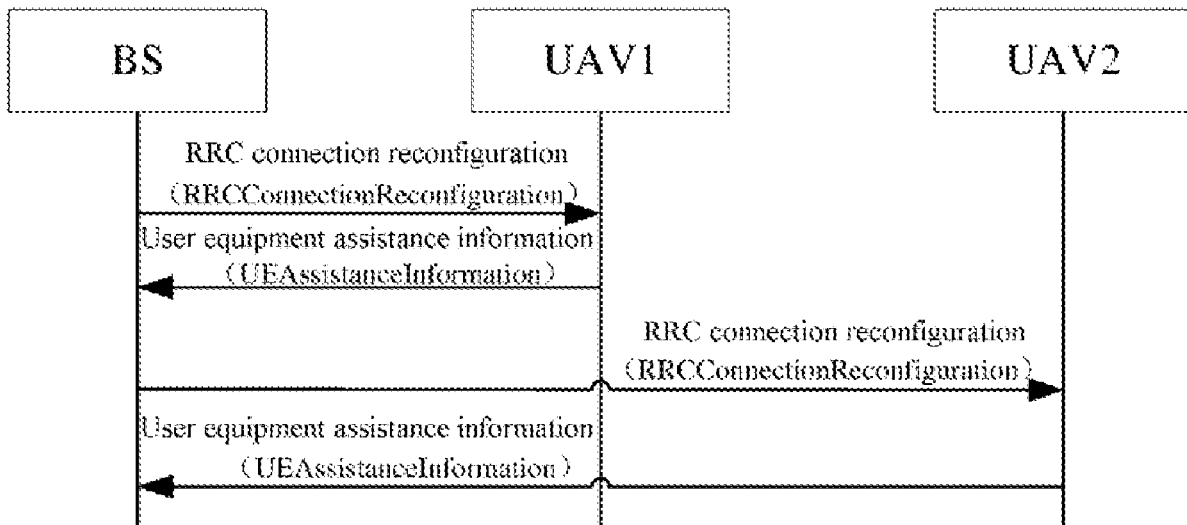 BS
UAV1
UAV2
RRC connection reconfiguration
（RRCConnectionReconfiguration）
User equipment assistance information
（UEAssistanceInformation）
RRC connection reconfiguration
（RRCConnectionReconfiguration）
User equipment assistance information
（UEAssistanceInformation）